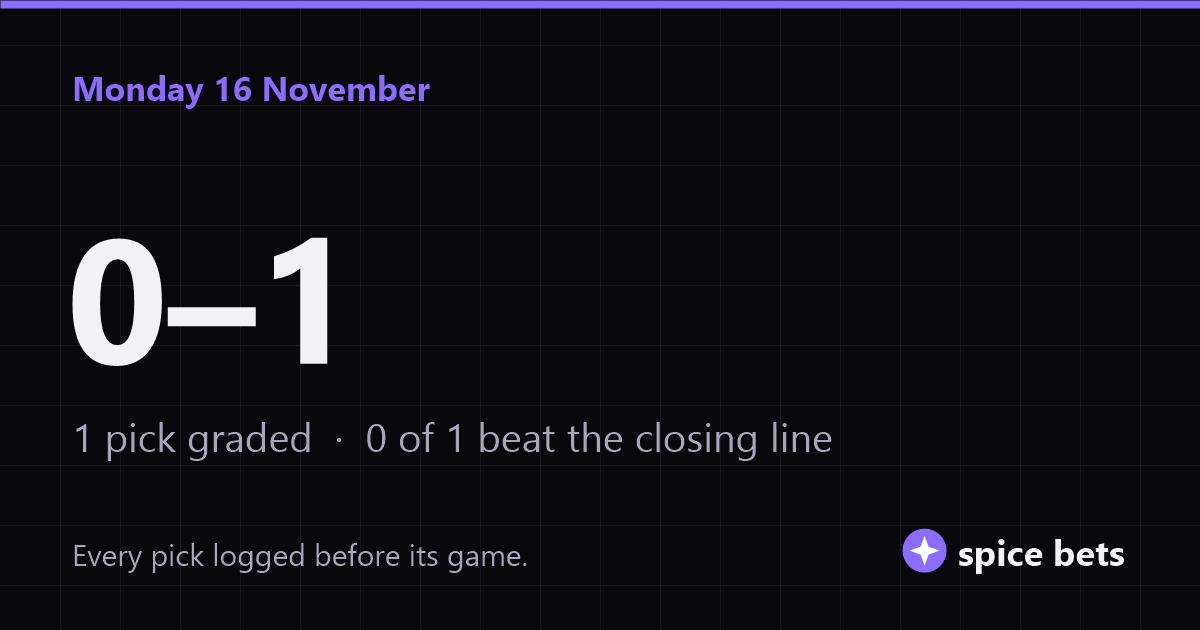 Monday 16 November
0–1
1 pick graded · 0 of 1 beat the closing line
Every pick logged before its game.
spice bets